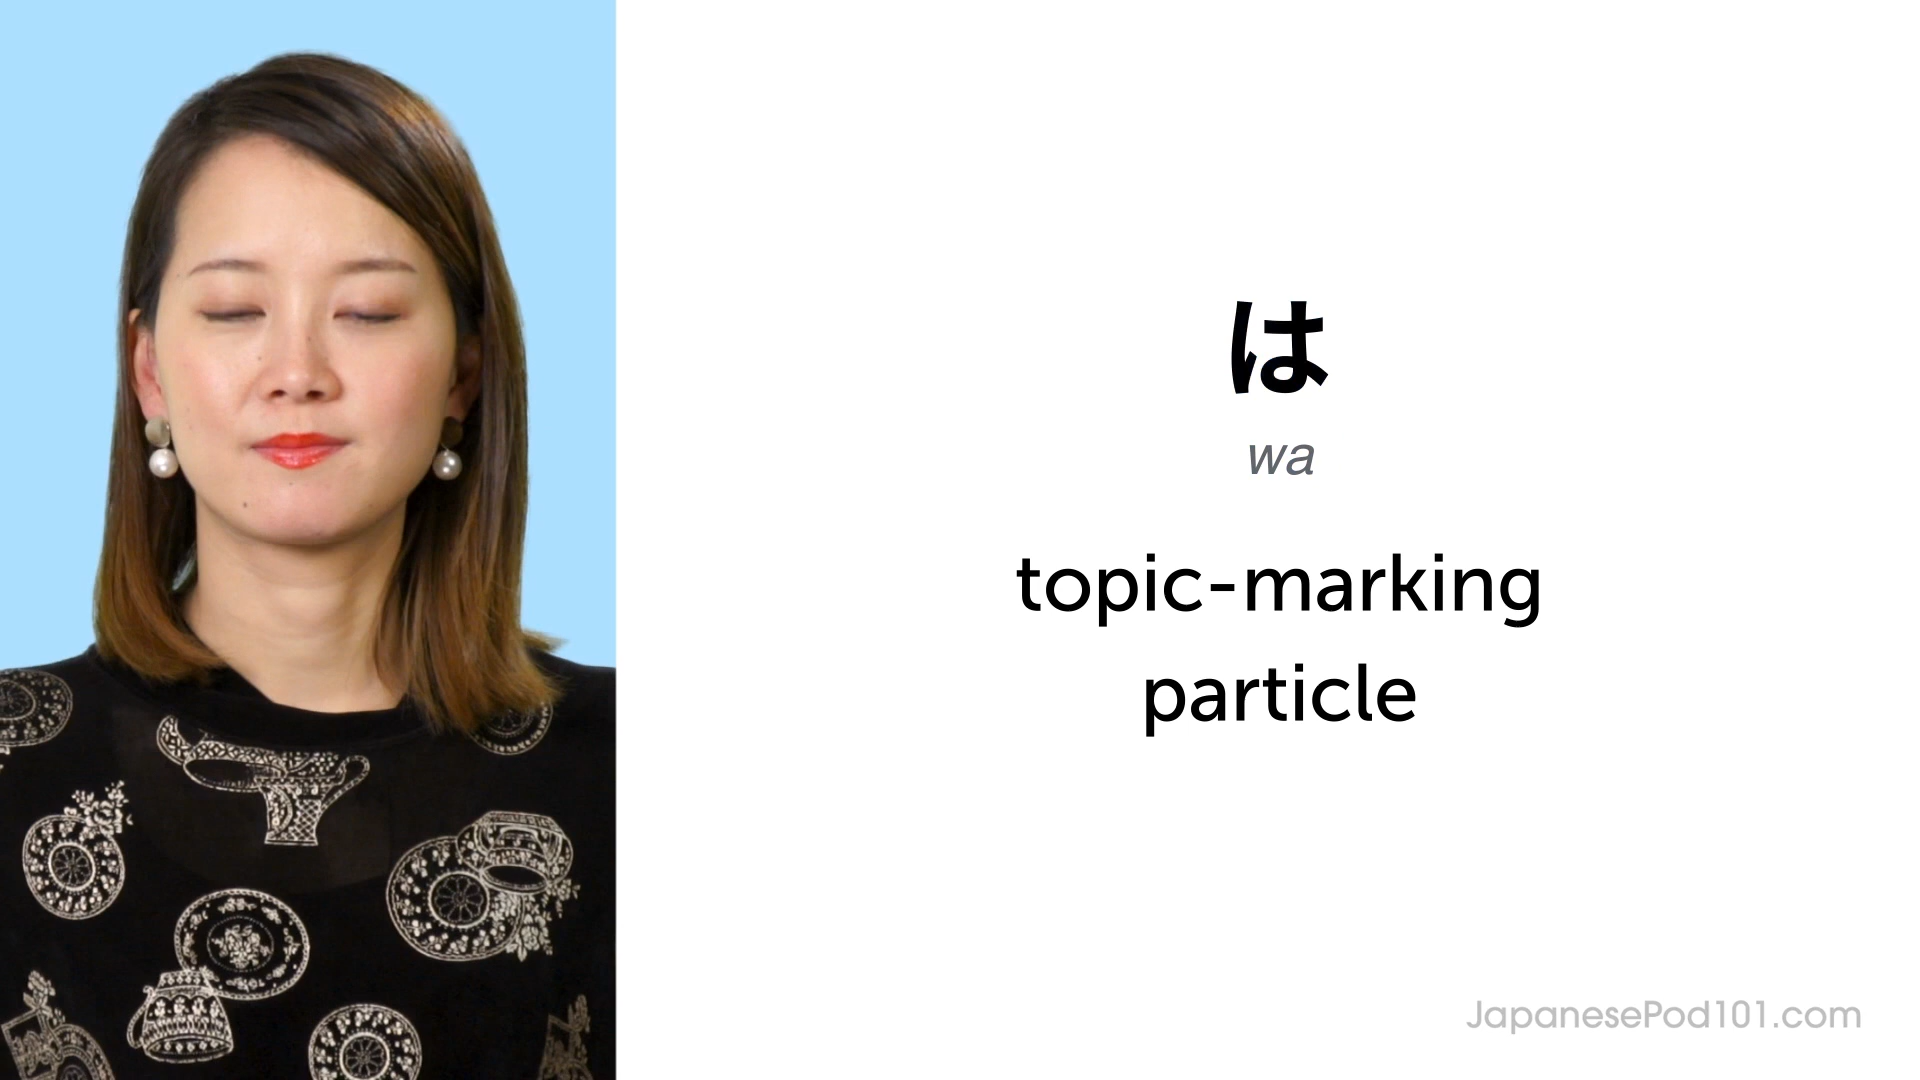 は
wa
topic-marking
particle
JapanesePod101.com